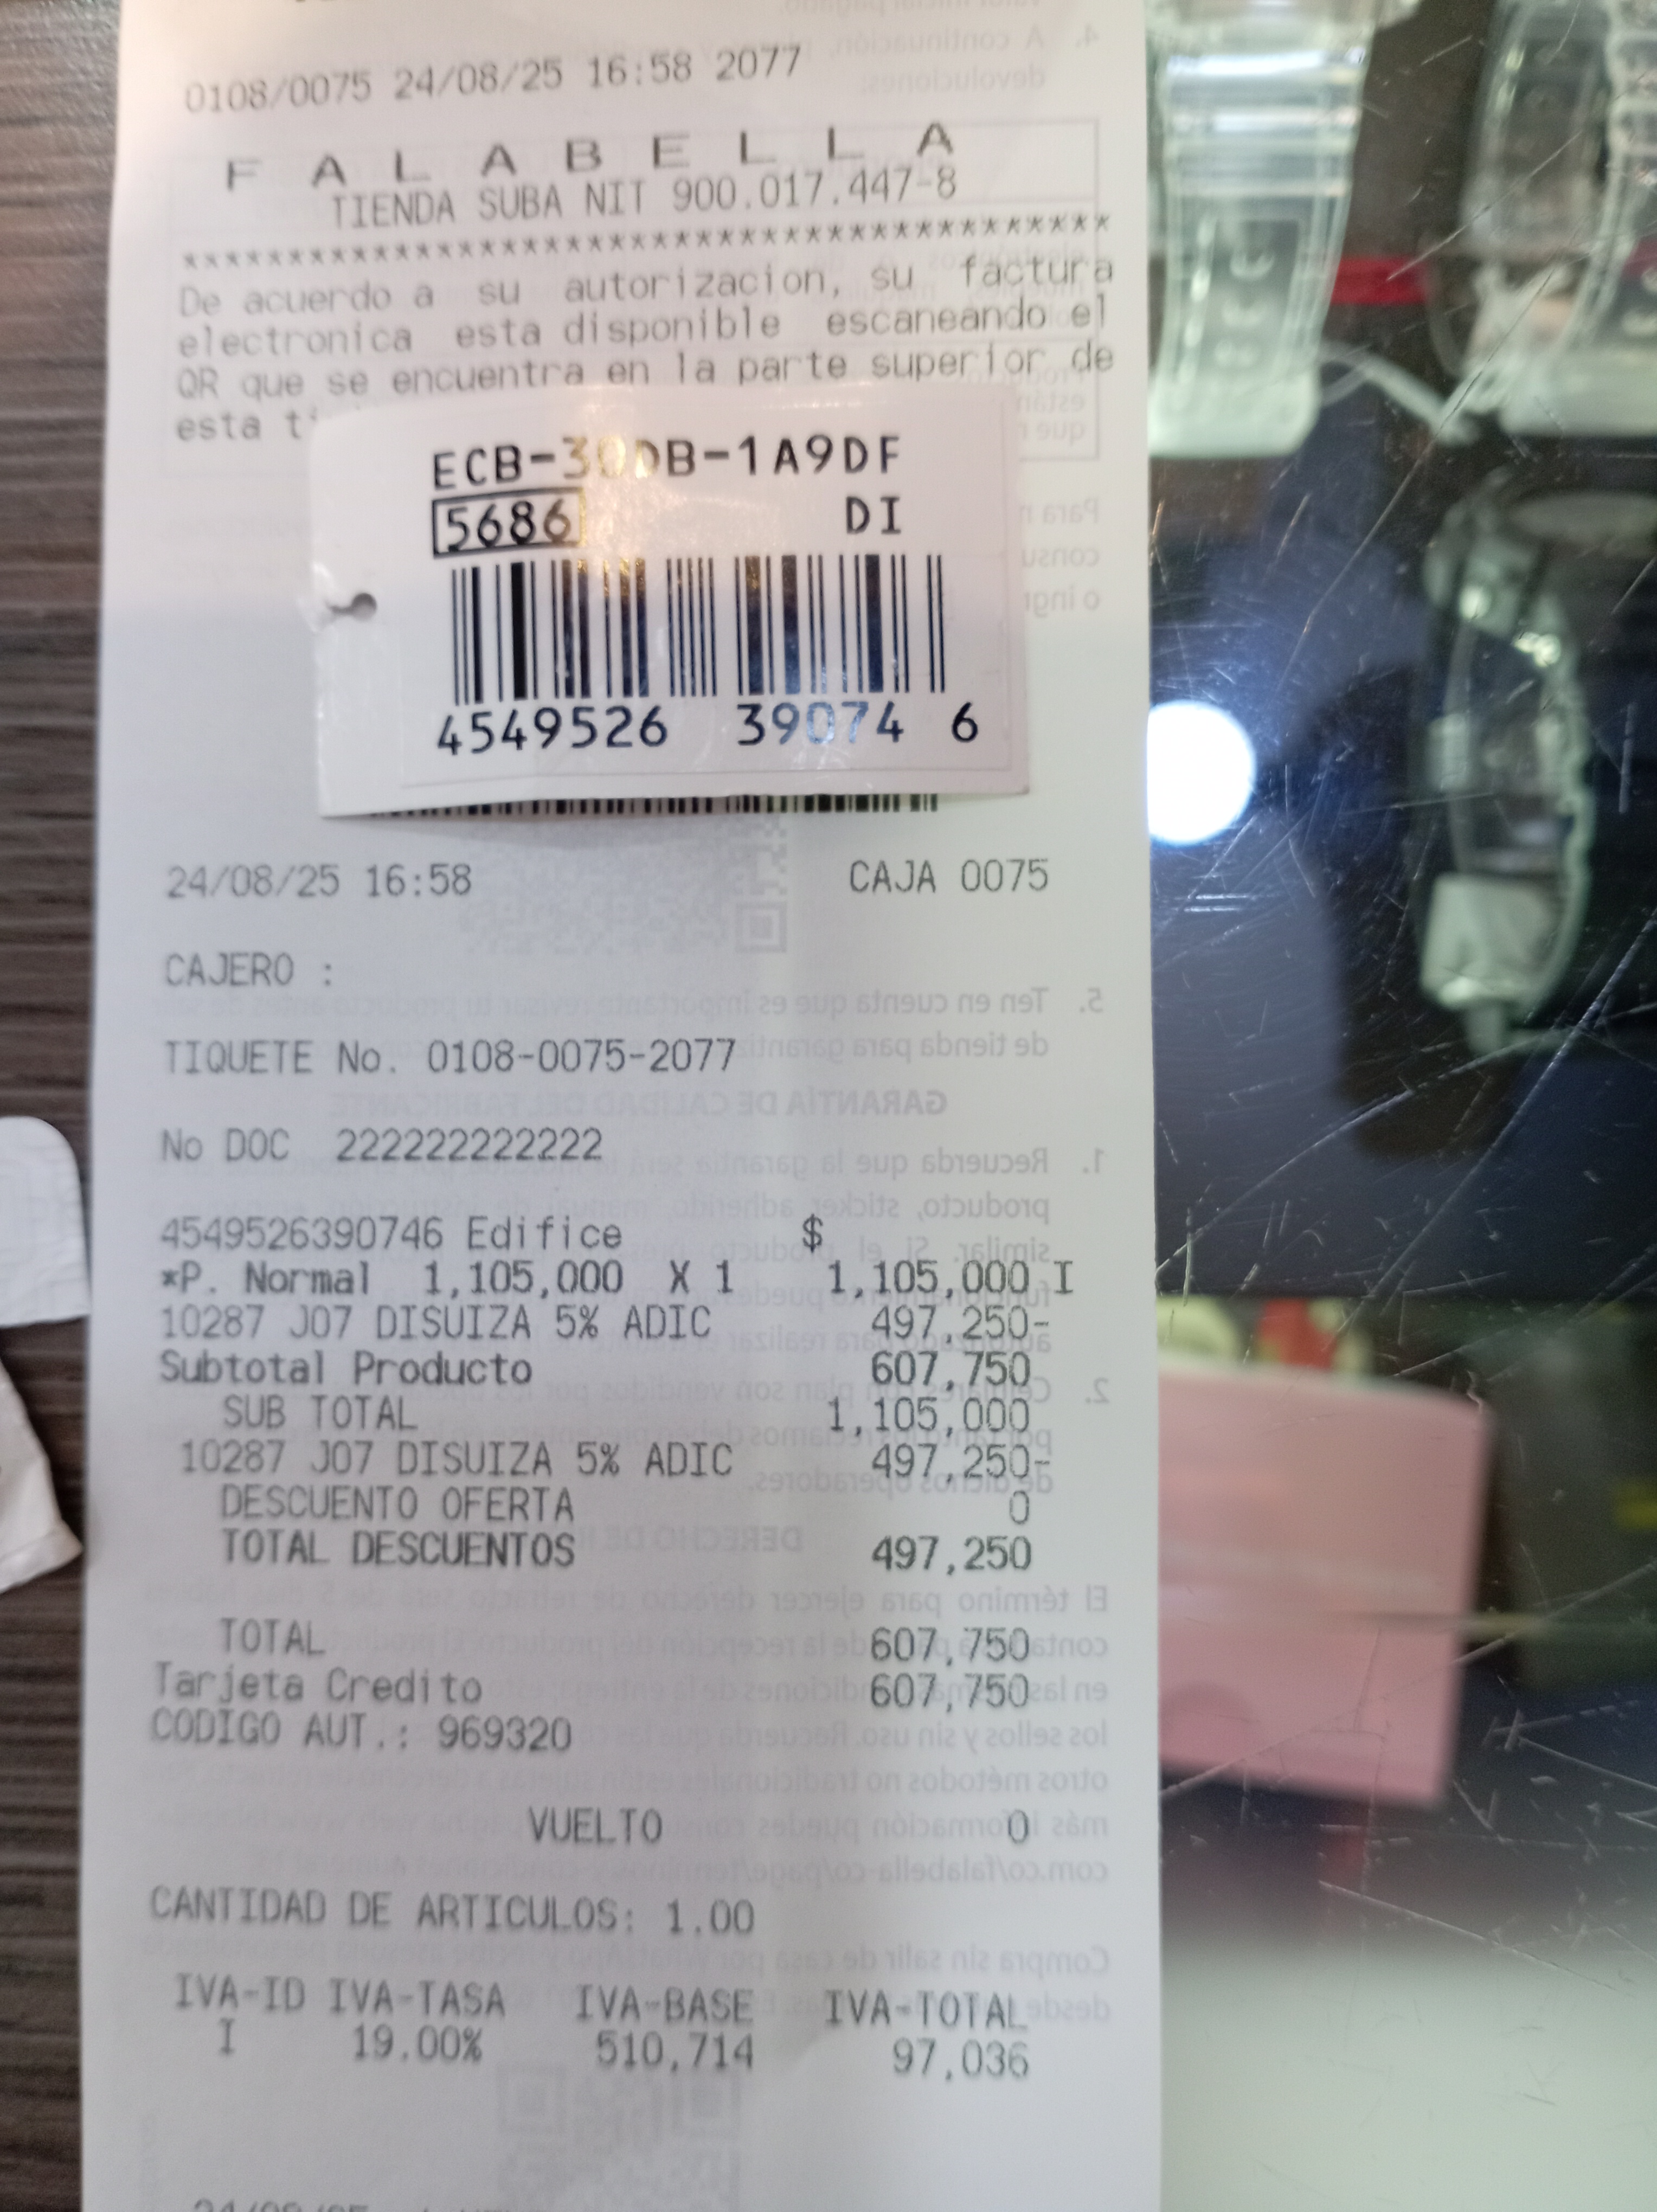 0108/0075 24/08/25 16:58 2077
F A L A B E L L A
TIENDA SUBA NIT 900.017.447-8
*****************************************
De acuerdo a su autorizacion, su factura
electronica esta disponible escaneando el
QR que se encuentra en la parte superior de
esta
ECB-30DB-1A9DF
5686 DI
4549526 39074 6
24/08/25 16:58 CAJA 0075
CAJERO :
TIQUETE No. 0108-0075-2077
No DOC 222222222222
4549526390746 Edifice $
*P. Normal 1,105,000 X 1 1,105,000 I
10287 J07 DISUIZA 5% ADIC 497,250-
Subtotal Producto 607,750
SUB TOTAL 1,105,000
10287 J07 DISUIZA 5% ADIC 497,250-
DESCUENTO OFERTA 0
TOTAL DESCUENTOS 497,250
TOTAL 607,750
Tarjeta Credito 607,750
CODIGO AUT.: 969320
VUELTO 0
CANTIDAD DE ARTICULOS: 1.00
IVA-ID IVA-TASA IVA-BASE IVA-TOTAL
I 19.00% 510,714 97,036